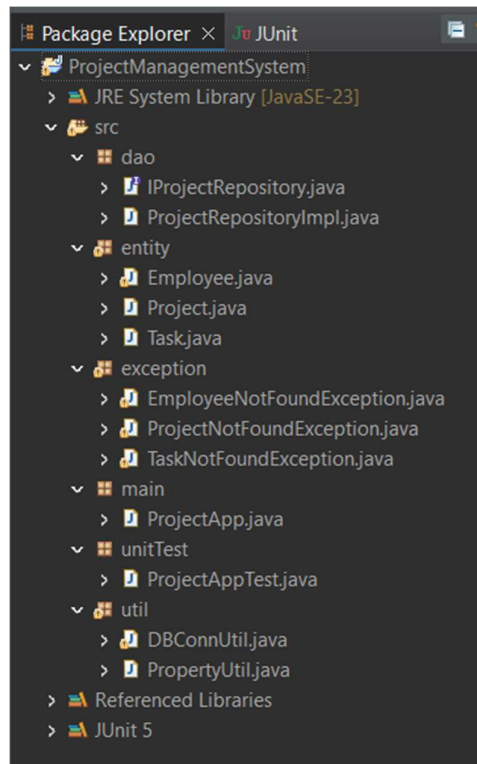 Package Explorer × Ju JUnit
ProjectManagementSystem
JRE System Library [JavaSE-23]
src
dao
IProjectRepository.java
ProjectRepositoryImpl.java
entity
Employee.java
Project.java
Task.java
exception
EmployeeNotFoundException.java
ProjectNotFoundException.java
TaskNotFoundException.java
main
ProjectApp.java
unitTest
ProjectAppTest.java
util
DBConnUtil.java
PropertyUtil.java
Referenced Libraries
JUnit 5